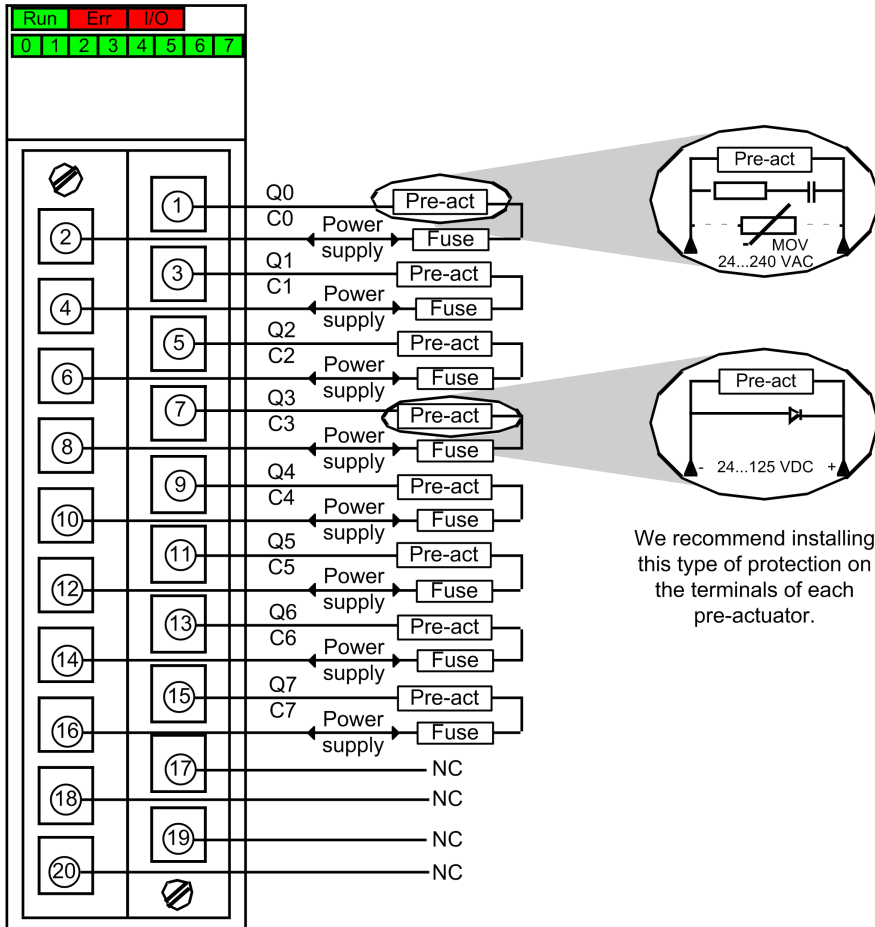 Run Err I/O
0 1 2 3 4 5 6 7
1 Q0 Pre-act
2 C0 Power supply Fuse
3 Q1 Pre-act
4 C1 Power supply Fuse
5 Q2 Pre-act
6 C2 Power supply Fuse
7 Q3 Pre-act
8 C3 Power supply Fuse
9 Q4 Pre-act
10 C4 Power supply Fuse
11 Q5 Pre-act
12 C5 Power supply Fuse
13 Q6 Pre-act
14 C6 Power supply Fuse
15 Q7 Pre-act
16 C7 Power supply Fuse
17 NC
18 NC
19 NC
20 NC
Pre-act
MOV
24...240 VAC
Pre-act
- 24...125 VDC +
We recommend installing
this type of protection on
the terminals of each
pre-actuator.